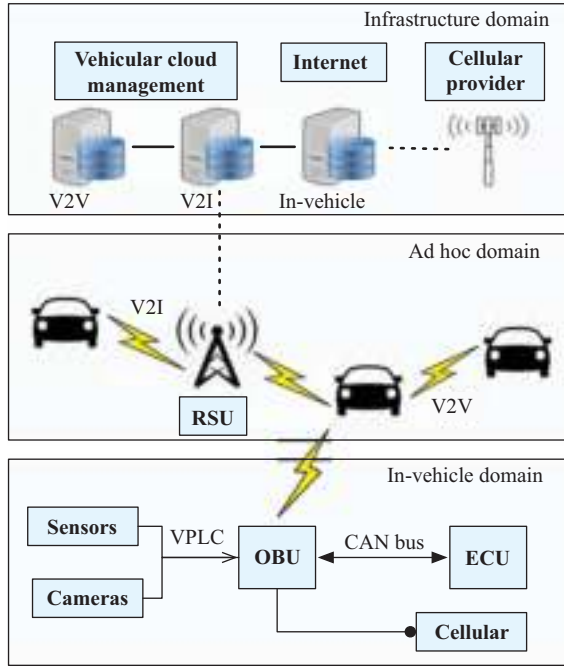 Infrastructure domain
Vehicular cloud
management
Internet
Cellular
provider
V2V
V2I
In-vehicle
Ad hoc domain
V2I
RSU
V2V
In-vehicle domain
Sensors
VPLC
OBU
CAN bus
ECU
Cameras
Cellular